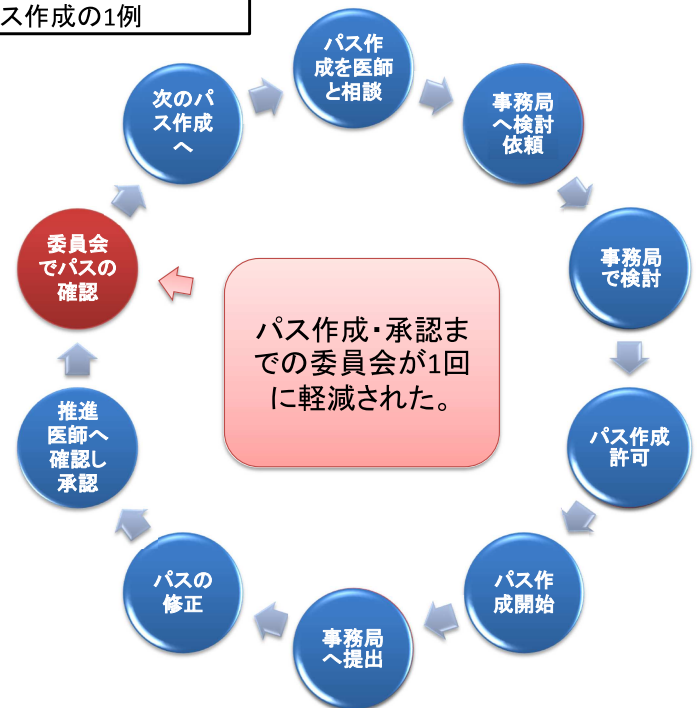 ス作成の1例
パス作
成を医師
と相談
事務局
へ検討
依頼
事務局
で検討
パス作成
許可
パス作
成開始
事務局
へ提出
パスの
修正
推進
医師へ
確認し
承認
委員会
でパスの
確認
次のパ
ス作成
へ
パス作成・承認ま
での委員会が1回
に軽減された。